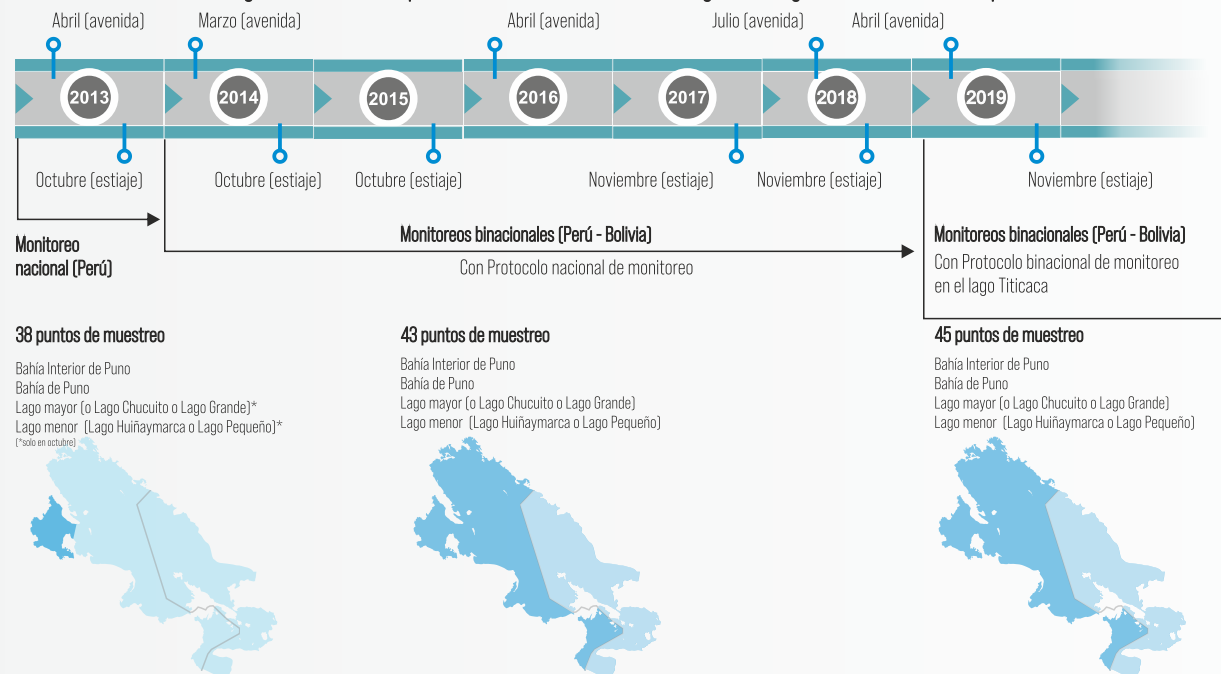 Abril (avenida)
Marzo (avenida)
Abril (avenida)
Julio (avenida)
Abril (avenida)
2013
2014
2015
2016
2017
2018
2019
Octubre (estiaje)
Octubre (estiaje)
Octubre (estiaje)
Noviembre (estiaje)
Noviembre (estiaje)
Noviembre (estiaje)
Monitoreo
nacional (Perú)
Monitoreos binacionales (Perú - Bolivia)
Con Protocolo nacional de monitoreo
Monitoreos binacionales (Perú - Bolivia)
Con Protocolo binacional de monitoreo
en el lago Titicaca
38 puntos de muestreo
Bahía Interior de Puno
Bahía de Puno
Lago mayor (o Lago Chucuito o Lago Grande)*
Lago menor (Lago Huiñaymarca o Lago Pequeño)*
(*solo en octubre)
43 puntos de muestreo
Bahía Interior de Puno
Bahía de Puno
Lago mayor (o Lago Chucuito o Lago Grande)
Lago menor (Lago Huiñaymarca o Lago Pequeño)
45 puntos de muestreo
Bahía Interior de Puno
Bahía de Puno
Lago mayor (o Lago Chucuito o Lago Grande)
Lago menor (Lago Huiñaymarca o Lago Pequeño)